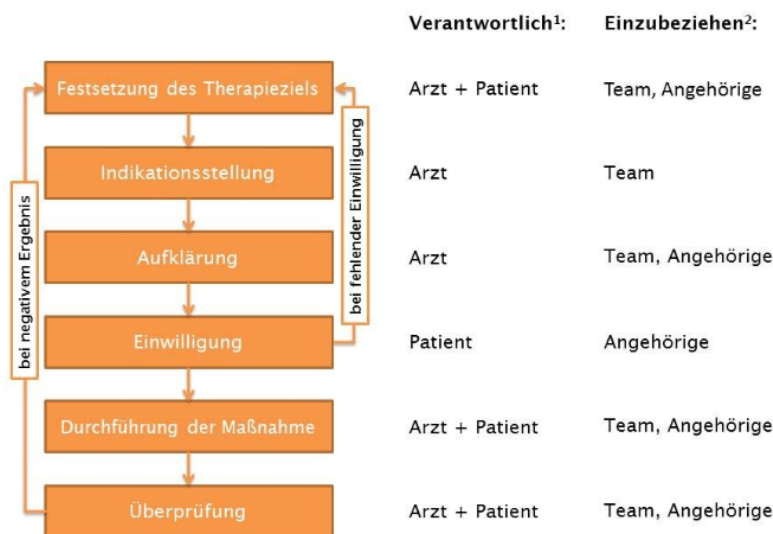 Verantwortlich¹: Einzubeziehen²:
Festsetzung des Therapieziels Arzt + Patient Team, Angehörige
Indikationsstellung Arzt Team
Aufklärung Arzt Team, Angehörige
Einwilligung Patient Angehörige
Durchführung der Maßnahme Arzt + Patient Team, Angehörige
Überprüfung Arzt + Patient Team, Angehörige
bei negativem Ergebnis
bei fehlender Einwilligung